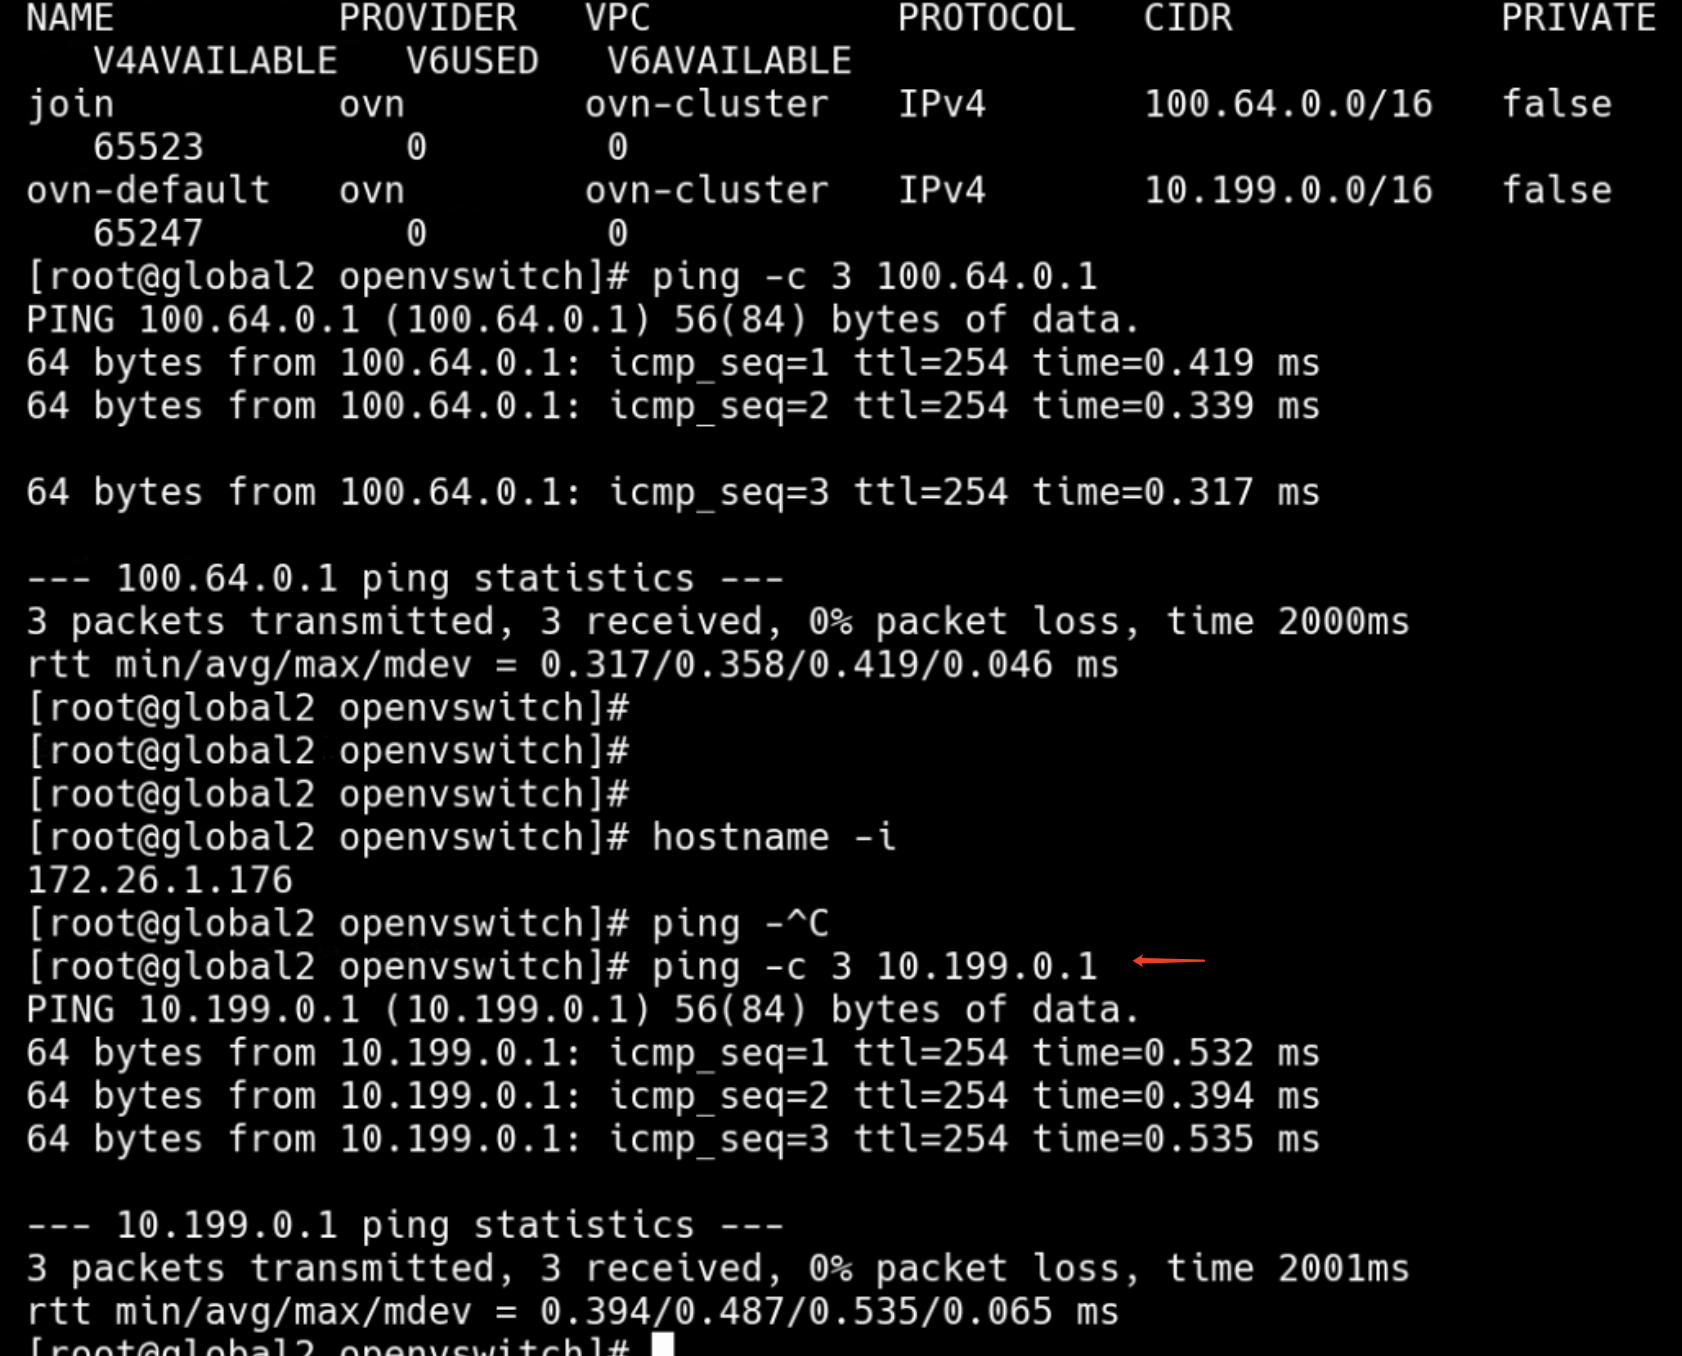 NAME PROVIDER VPC PROTOCOL CIDR PRIVATE
V4AVAILABLE V6USED V6AVAILABLE
join ovn ovn-cluster IPv4 100.64.0.0/16 false
65523 0 0
ovn-default ovn ovn-cluster IPv4 10.199.0.0/16 false
65247 0 0
[root@global2 openvswitch]# ping -c 3 100.64.0.1
PING 100.64.0.1 (100.64.0.1) 56(84) bytes of data.
64 bytes from 100.64.0.1: icmp_seq=1 ttl=254 time=0.419 ms
64 bytes from 100.64.0.1: icmp_seq=2 ttl=254 time=0.339 ms
64 bytes from 100.64.0.1: icmp_seq=3 ttl=254 time=0.317 ms
--- 100.64.0.1 ping statistics ---
3 packets transmitted, 3 received, 0% packet loss, time 2000ms
rtt min/avg/max/mdev = 0.317/0.358/0.419/0.046 ms
[root@global2 openvswitch]#
[root@global2 openvswitch]#
[root@global2 openvswitch]#
[root@global2 openvswitch]# hostname -i
172.26.1.176
[root@global2 openvswitch]# ping -^C
[root@global2 openvswitch]# ping -c 3 10.199.0.1
PING 10.199.0.1 (10.199.0.1) 56(84) bytes of data.
64 bytes from 10.199.0.1: icmp_seq=1 ttl=254 time=0.532 ms
64 bytes from 10.199.0.1: icmp_seq=2 ttl=254 time=0.394 ms
64 bytes from 10.199.0.1: icmp_seq=3 ttl=254 time=0.535 ms
--- 10.199.0.1 ping statistics ---
3 packets transmitted, 3 received, 0% packet loss, time 2001ms
rtt min/avg/max/mdev = 0.394/0.487/0.535/0.065 ms
[root@global2 openvswitch]#